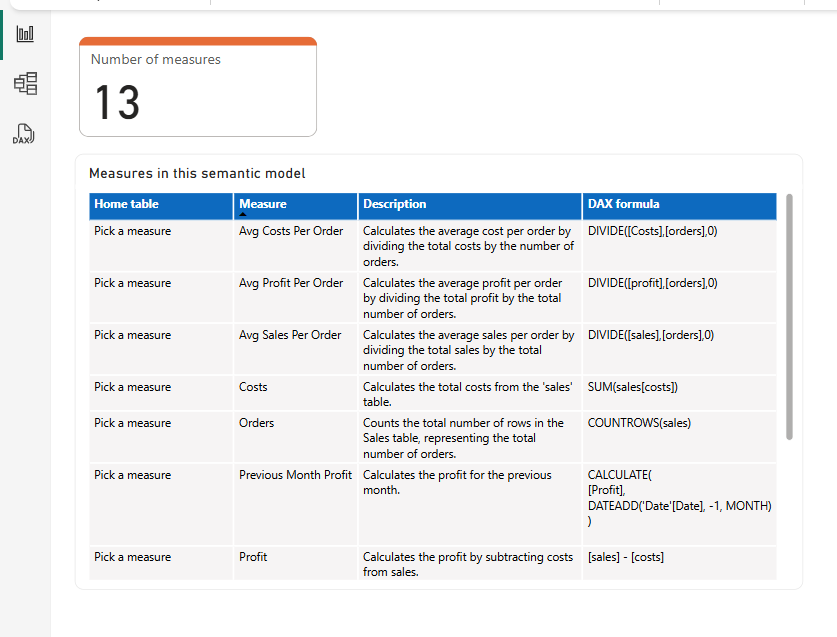 DAX
Number of measures
13
Measures in this semantic model
Home table Measure Description DAX formula
Pick a measure Avg Costs Per Order Calculates the average cost per order by DIVIDE([Costs],[orders],0)
dividing the total costs by the number of
orders.
Pick a measure Avg Profit Per Order Calculates the average profit per order DIVIDE([profit],[orders],0)
by dividing the total profit by the total
number of orders.
Pick a measure Avg Sales Per Order Calculates the average sales per order by DIVIDE([sales],[orders],0)
dividing the total sales by the total
number of orders.
Pick a measure Costs Calculates the total costs from the 'sales' SUM(sales[costs])
table.
Pick a measure Orders Counts the total number of rows in the COUNTROWS(sales)
Sales table, representing the total
number of orders.
Pick a measure Previous Month Profit Calculates the profit for the previous CALCULATE(
month. [Profit],
DATEADD('Date'[Date], -1, MONTH)
)
Pick a measure Profit Calculates the profit by subtracting costs [sales] - [costs]
from sales.